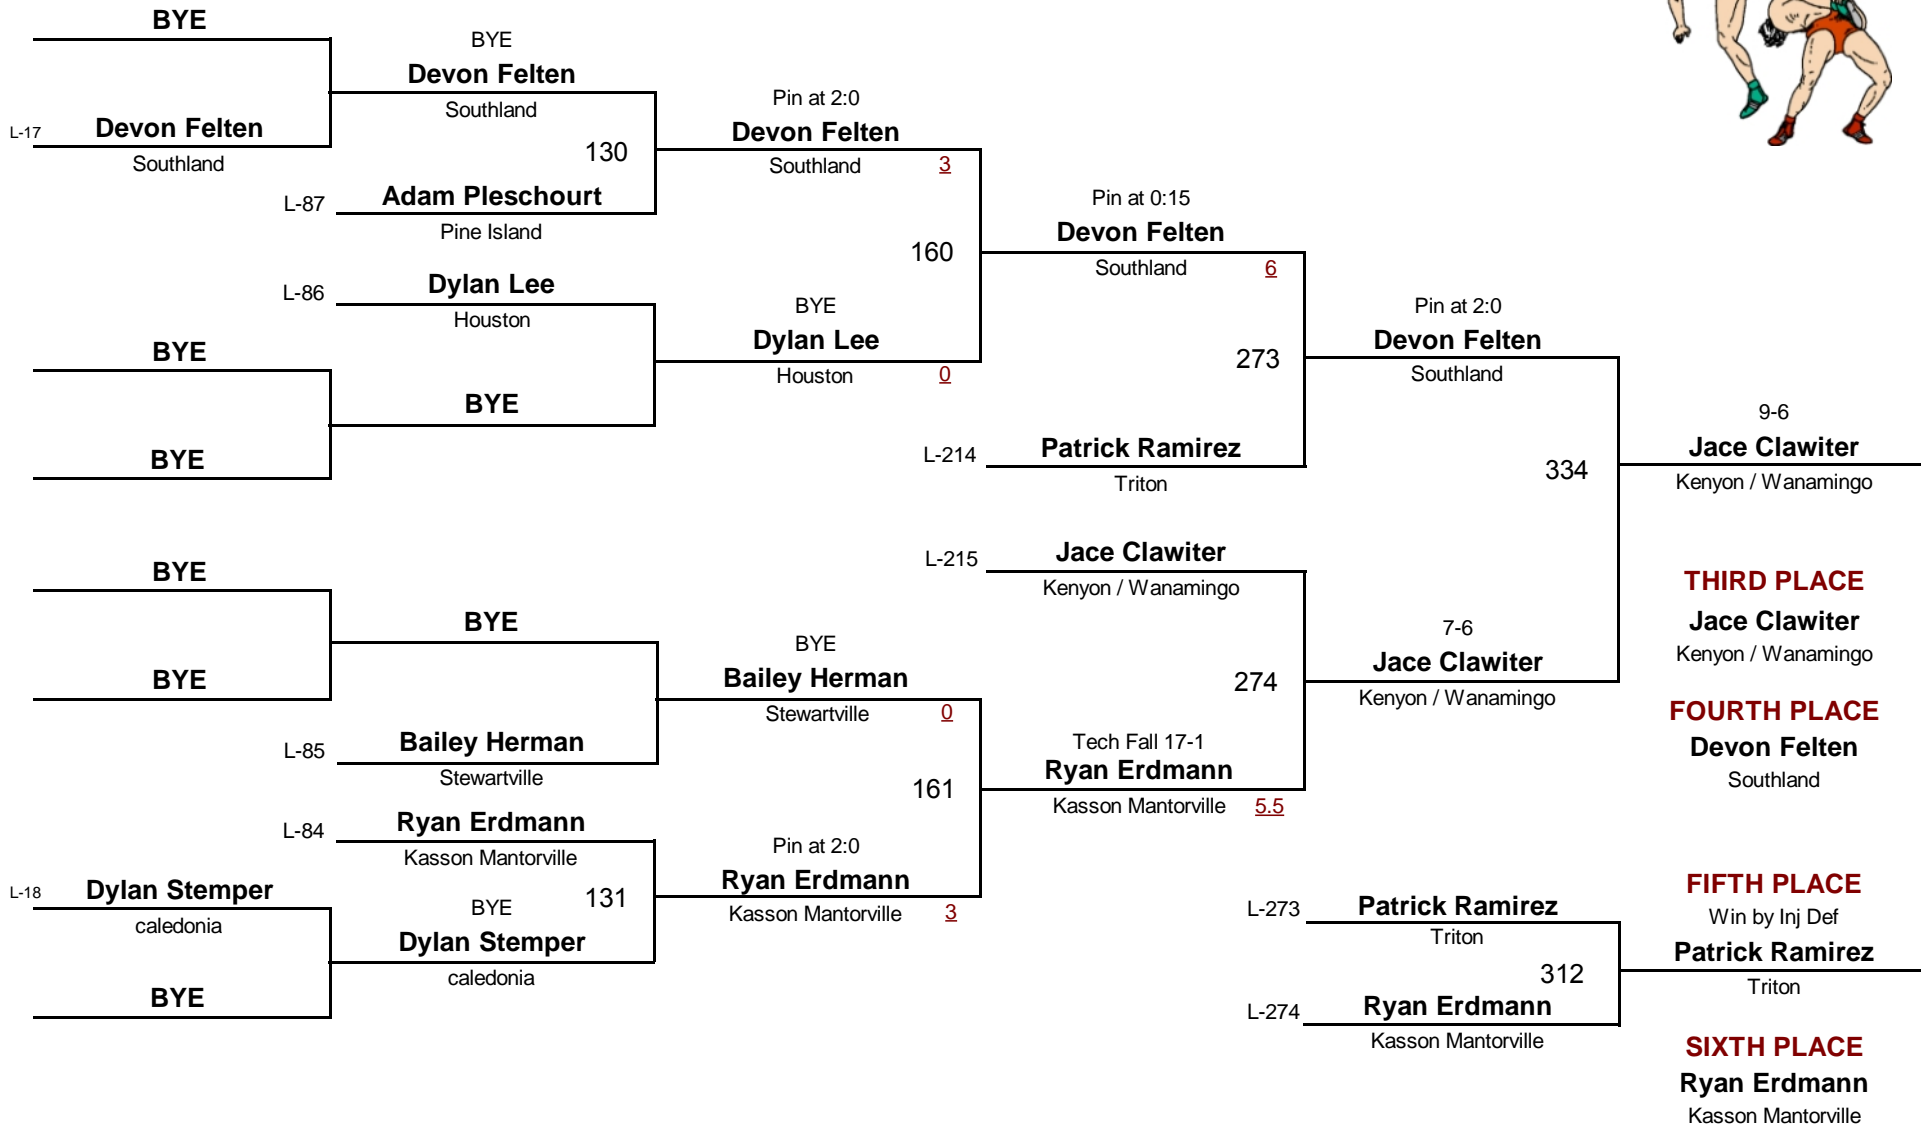 BYE
L-17
Devon Felten
Southland
BYE
Devon Felten
Southland
130
L-87
Adam Pleschourt
Pine Island
Pin at 2:0
Devon Felten
Southland
3
L-86
Dylan Lee
Houston
BYE
BYE
BYE
BYE
Dylan Lee
Houston
0
160
Pin at 0:15
Devon Felten
Southland
6
273
L-214
Patrick Ramirez
Triton
Pin at 2:0
Devon Felten
Southland
334
9-6
Jace Clawiter
Kenyon / Wanamingo
BYE
BYE
BYE
L-85
Bailey Herman
Stewartville
BYE
Bailey Herman
Stewartville
0
L-84
Ryan Erdmann
Kasson Mantorville
L-18
Dylan Stemper
caledonia
BYE
BYE
Dylan Stemper
caledonia
131
Pin at 2:0
Ryan Erdmann
Kasson Mantorville
3
161
L-215
Jace Clawiter
Kenyon / Wanamingo
Tech Fall 17-1
Ryan Erdmann
Kasson Mantorville
5.5
274
7-6
Jace Clawiter
Kenyon / Wanamingo
THIRD PLACE
Jace Clawiter
Kenyon / Wanamingo
FOURTH PLACE
Devon Felten
Southland
L-273
Patrick Ramirez
Triton
312
L-274
Ryan Erdmann
Kasson Mantorville
FIFTH PLACE
Win by Inj Def
Patrick Ramirez
Triton
SIXTH PLACE
Ryan Erdmann
Kasson Mantorville